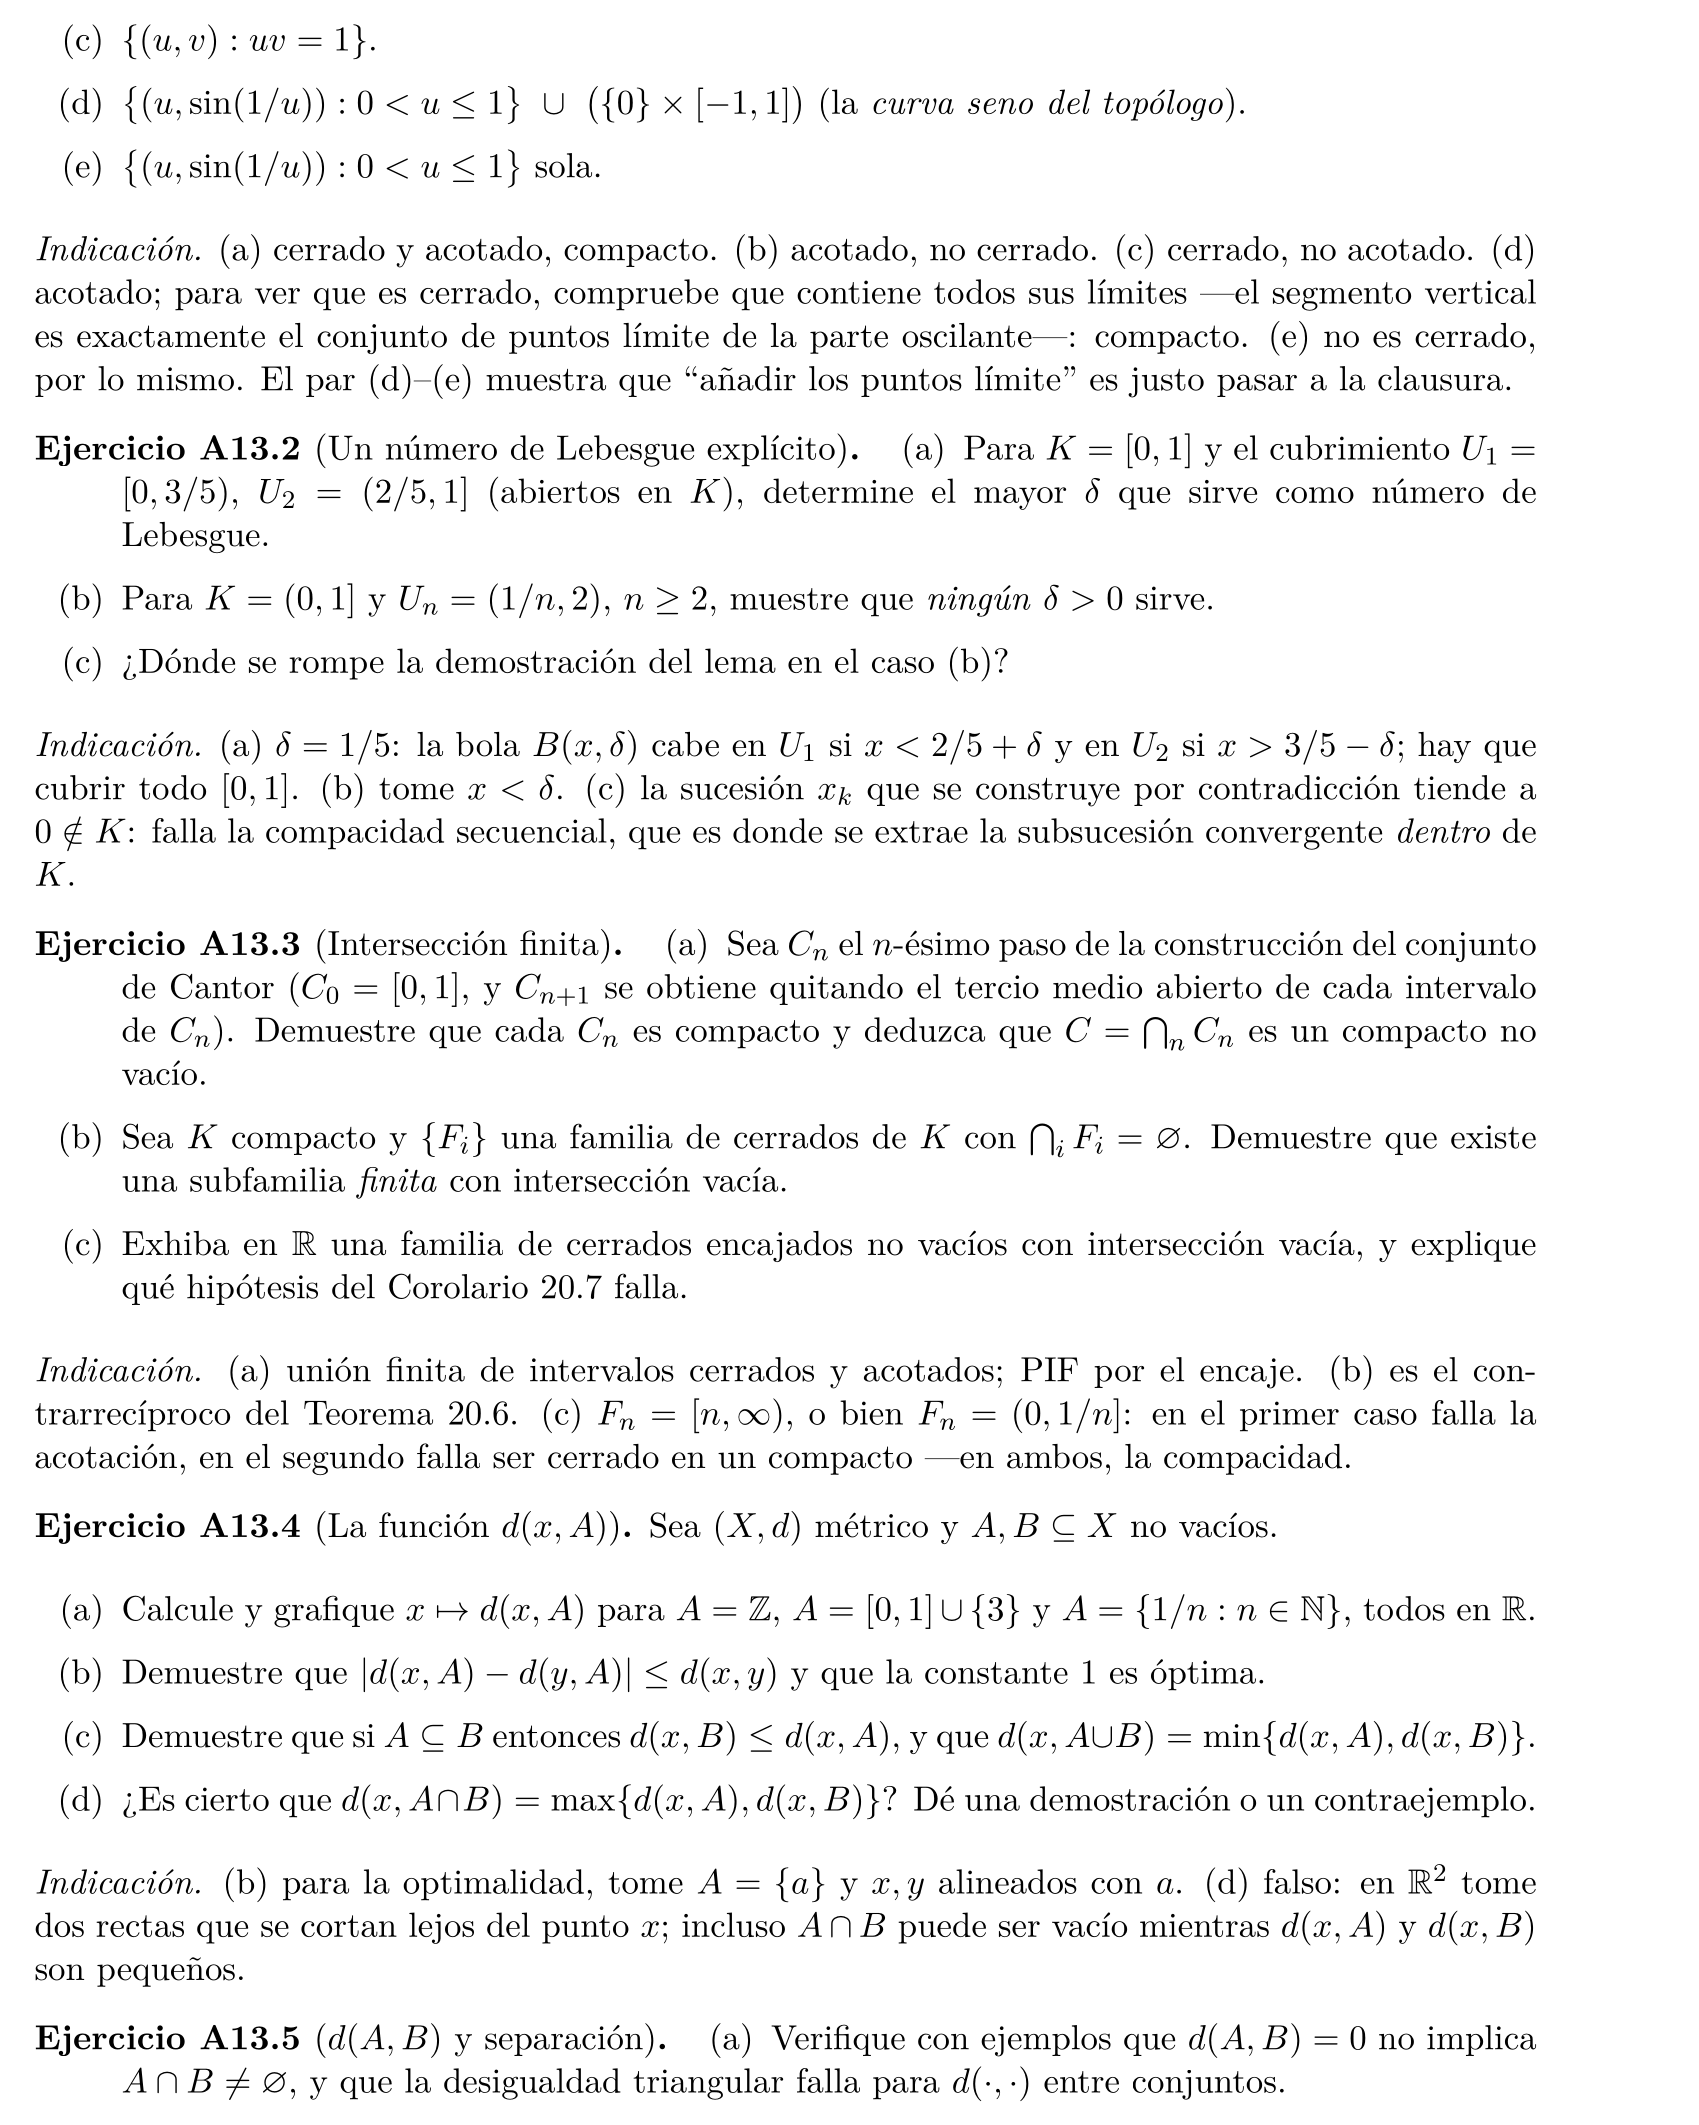 (c) {(u, v) : uv = 1}.
(d) {(u, sin(1/u)) : 0 < u ≤ 1} ∪ ({0} × [−1, 1]) (la curva seno del topólogo).
(e) {(u, sin(1/u)) : 0 < u ≤ 1} sola.
Indicación. (a) cerrado y acotado, compacto. (b) acotado, no cerrado. (c) cerrado, no acotado. (d)
acotado; para ver que es cerrado, compruebe que contiene todos sus límites —el segmento vertical
es exactamente el conjunto de puntos límite de la parte oscilante—: compacto. (e) no es cerrado,
por lo mismo. El par (d)–(e) muestra que “añadir los puntos límite” es justo pasar a la clausura.
Ejercicio A13.2 (Un número de Lebesgue explícito). (a) Para K = [0, 1] y el cubrimiento U₁ =
[0, 3/5), U₂ = (2/5, 1] (abiertos en K), determine el mayor δ que sirve como número de
Lebesgue.
(b) Para K = (0, 1] y Uₙ = (1/n, 2), n ≥ 2, muestre que ningún δ > 0 sirve.
(c) ¿Dónde se rompe la demostración del lema en el caso (b)?
Indicación. (a) δ = 1/5: la bola B(x, δ) cabe en U₁ si x < 2/5 + δ y en U₂ si x > 3/5 − δ; hay que
cubrir todo [0, 1]. (b) tome x < δ. (c) la sucesión xₖ que se construye por contradicción tiende a
0 ∉ K: falla la compacidad secuencial, que es donde se extrae la subsucesión convergente dentro de
K.
Ejercicio A13.3 (Intersección finita). (a) Sea Cₙ el n-ésimo paso de la construcción del conjunto
de Cantor (C₀ = [0, 1], y Cₙ₊₁ se obtiene quitando el tercio medio abierto de cada intervalo
de Cₙ). Demuestre que cada Cₙ es compacto y deduzca que C = ⋂ₙ Cₙ es un compacto no
vacío.
(b) Sea K compacto y {Fᵢ} una familia de cerrados de K con ⋂ᵢ Fᵢ = ∅. Demuestre que existe
una subfamilia finita con intersección vacía.
(c) Exhiba en ℝ una familia de cerrados encajados no vacíos con intersección vacía, y explique
qué hipótesis del Corolario 20.7 falla.
Indicación. (a) unión finita de intervalos cerrados y acotados; PIF por el encaje. (b) es el con-
trarrecíproco del Teorema 20.6. (c) Fₙ = [n, ∞), o bien Fₙ = (0, 1/n]: en el primer caso falla la
acotación, en el segundo falla ser cerrado en un compacto —en ambos, la compacidad.
Ejercicio A13.4 (La función d(x, A)). Sea (X, d) métrico y A, B ⊆ X no vacíos.
(a) Calcule y grafique x ↦ d(x, A) para A = ℤ, A = [0, 1] ∪ {3} y A = {1/n : n ∈ ℕ}, todos en ℝ.
(b) Demuestre que |d(x, A) − d(y, A)| ≤ d(x, y) y que la constante 1 es óptima.
(c) Demuestre que si A ⊆ B entonces d(x, B) ≤ d(x, A), y que d(x, A∪B) = min{d(x, A), d(x, B)}.
(d) ¿Es cierto que d(x, A∩B) = max{d(x, A), d(x, B)}? Dé una demostración o un contraejemplo.
Indicación. (b) para la optimalidad, tome A = {a} y x, y alineados con a. (d) falso: en ℝ² tome
dos rectas que se cortan lejos del punto x; incluso A ∩ B puede ser vacío mientras d(x, A) y d(x, B)
son pequeños.
Ejercicio A13.5 (d(A, B) y separación). (a) Verifique con ejemplos que d(A, B) = 0 no implica
A ∩ B ≠ ∅, y que la desigualdad triangular falla para d(·, ·) entre conjuntos.